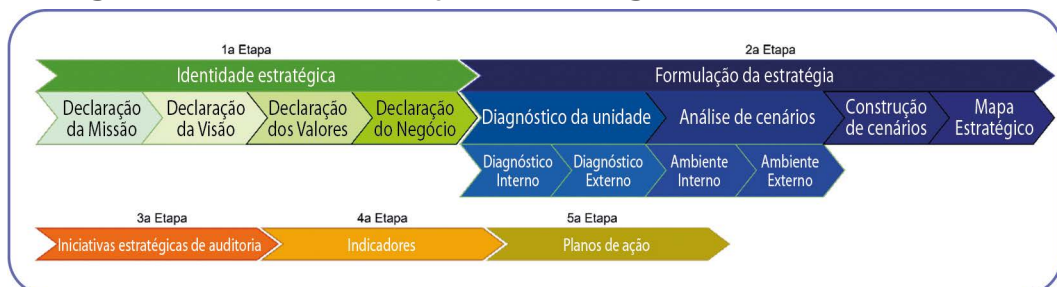 1a Etapa
2a Etapa
Identidade estratégica
Formulação da estratégia
Declaração
da Missão
Declaração
da Visão
Declaração
dos Valores
Declaração
do Negócio
Diagnóstico da unidade
Análise de cenários
Construção
de cenários
Mapa
Estratégico
Diagnóstico
Interno
Diagnóstico
Externo
Ambiente
Interno
Ambiente
Externo
3a Etapa
4a Etapa
5a Etapa
Iniciativas estratégicas de auditoria
Indicadores
Planos de ação